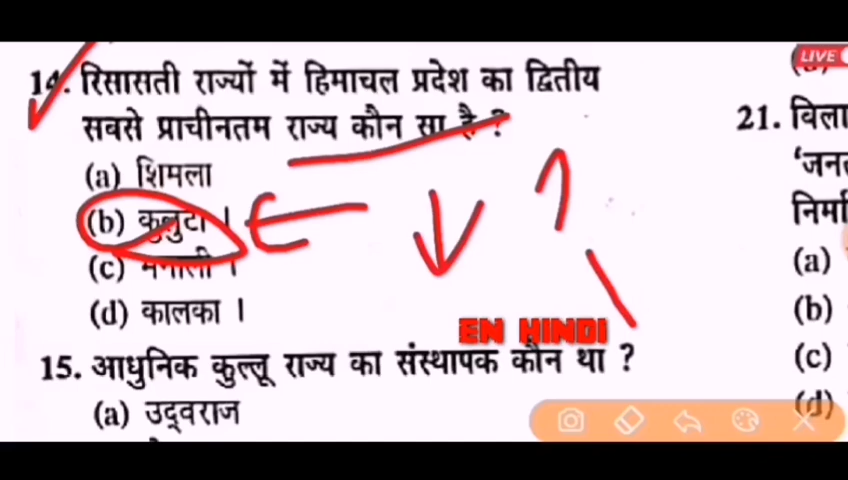 LIVE
14. रिसासती राज्यों में हिमाचल प्रदेश का द्वितीय
सबसे प्राचीनतम राज्य कौन सा है ?
(a) शिमला
(b) कुलुटा ।
(c)
(d) कालका ।
EN HINDI
15. आधुनिक कुल्लू राज्य का संस्थापक कौन था ?
(a) उद्वराज
21.
(a)
(b)
(c)
(d)